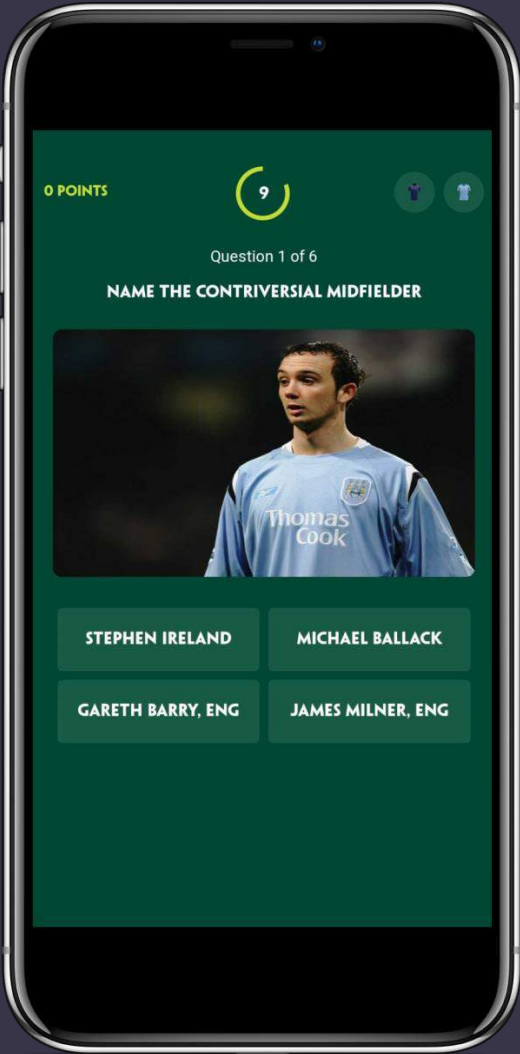 0 POINTS
9
Question 1 of 6
NAME THE CONTRIVERSIAL MIDFIELDER
Thomas
Cook
STEPHEN IRELAND
MICHAEL BALLACK
GARETH BARRY, ENG
JAMES MILNER, ENG